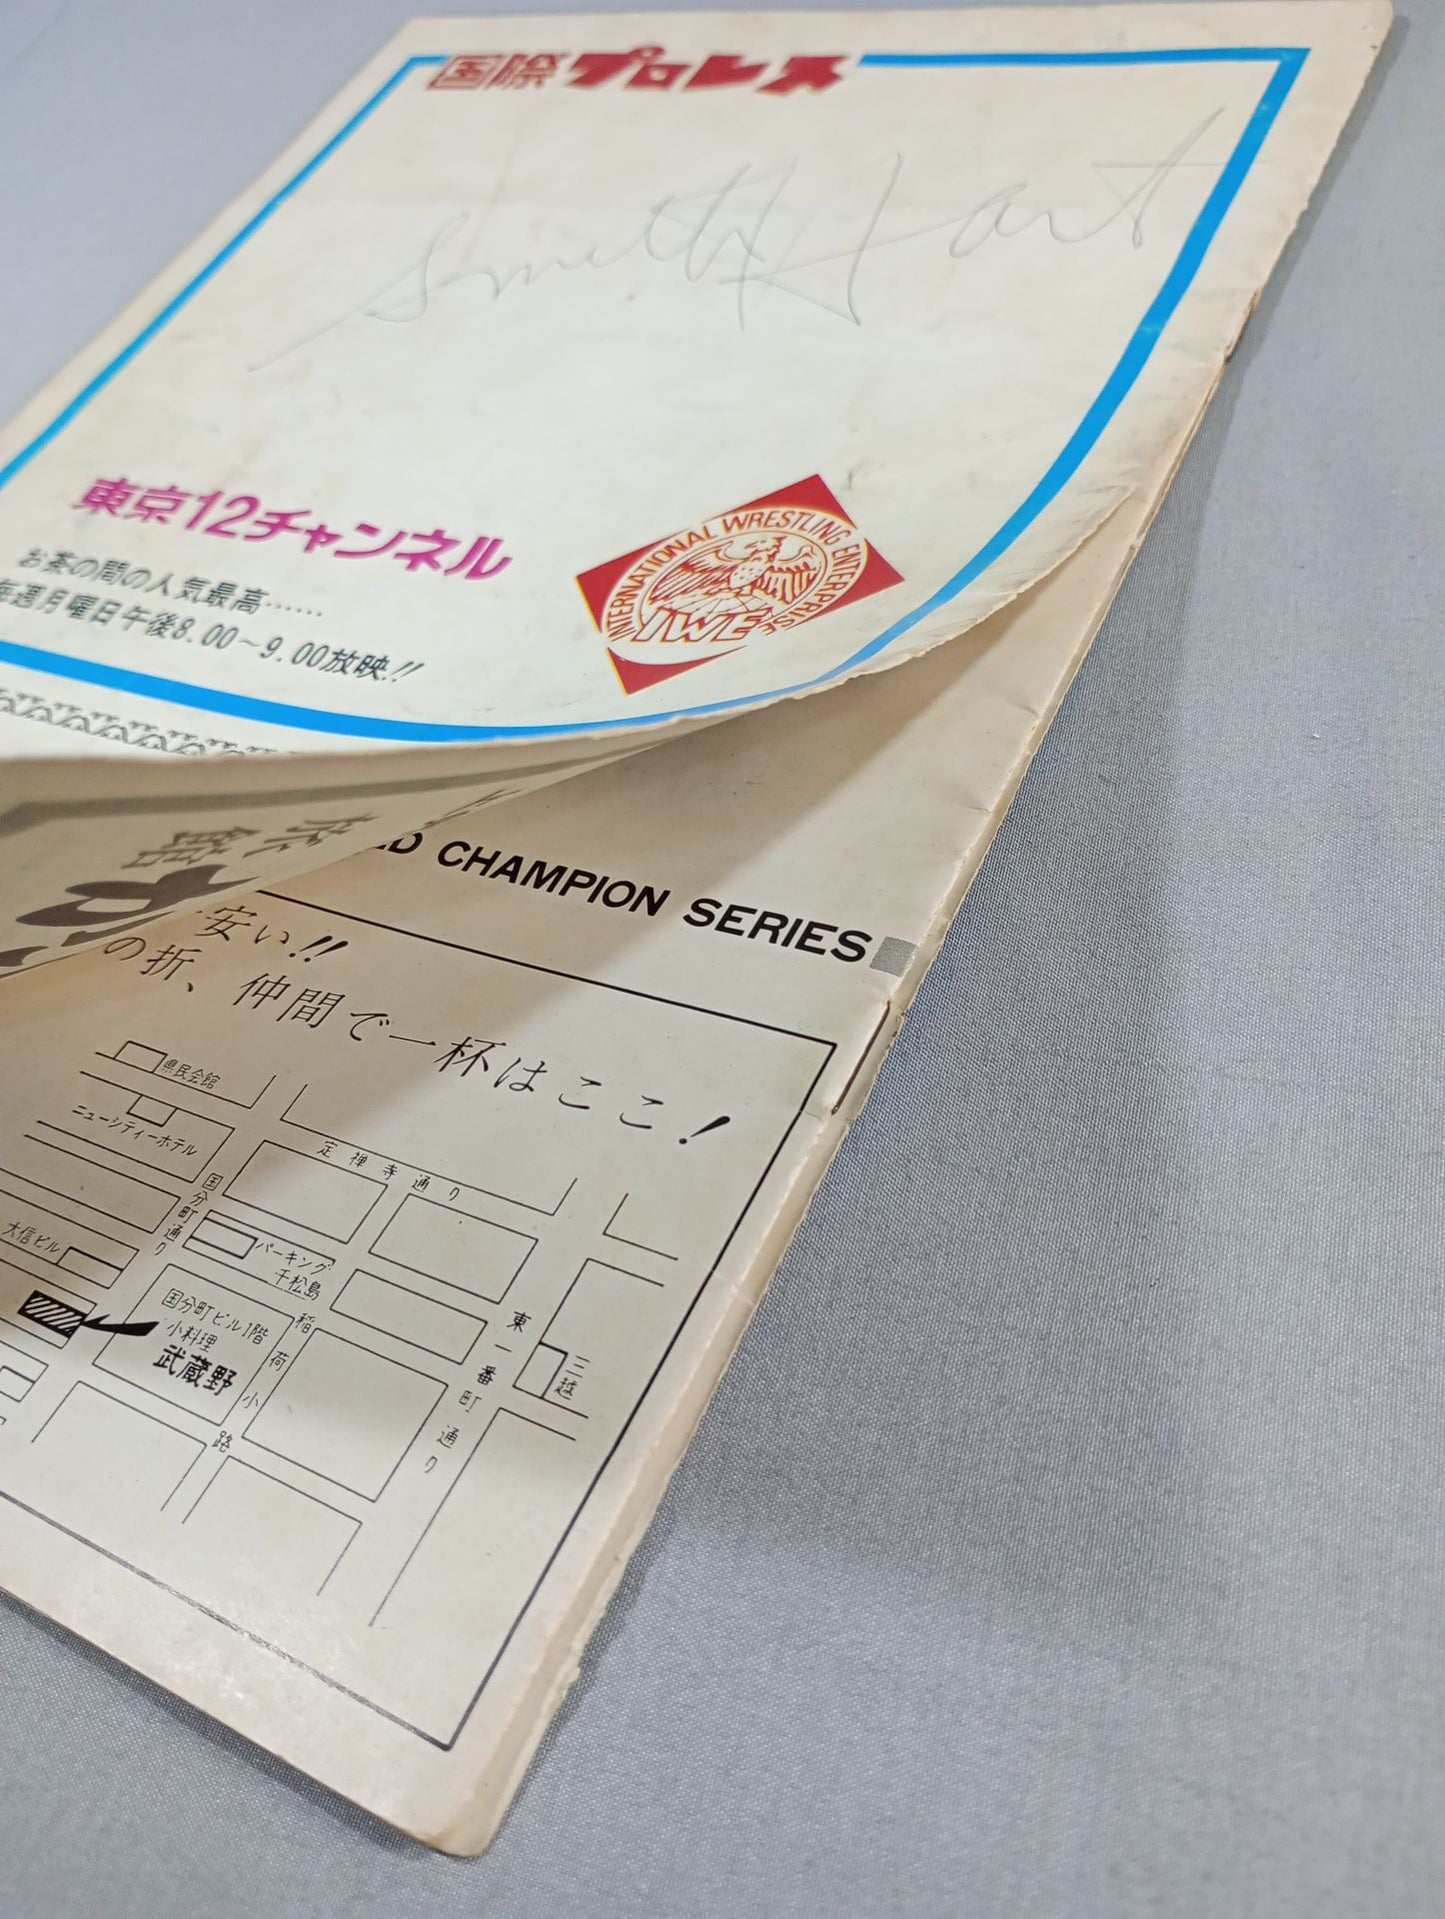 国際プロレス
Smith Hart
東京12チャンネル
お茶の間の人気最高……
毎週月曜日午後8.00～9.00放映!!
INTERNATIONAL WRESTLING ENTERPRISE
IWE
LD CHAMPION SERIES
安い!!
の折、仲間で一杯はここ!
県民会館
ニューシティーホテル
定禅寺通り
国分町通り
大信ビル
パーキング
千松島
国分町ビル1階
小料理
武蔵野
稲荷小路
東一番町通り
三越